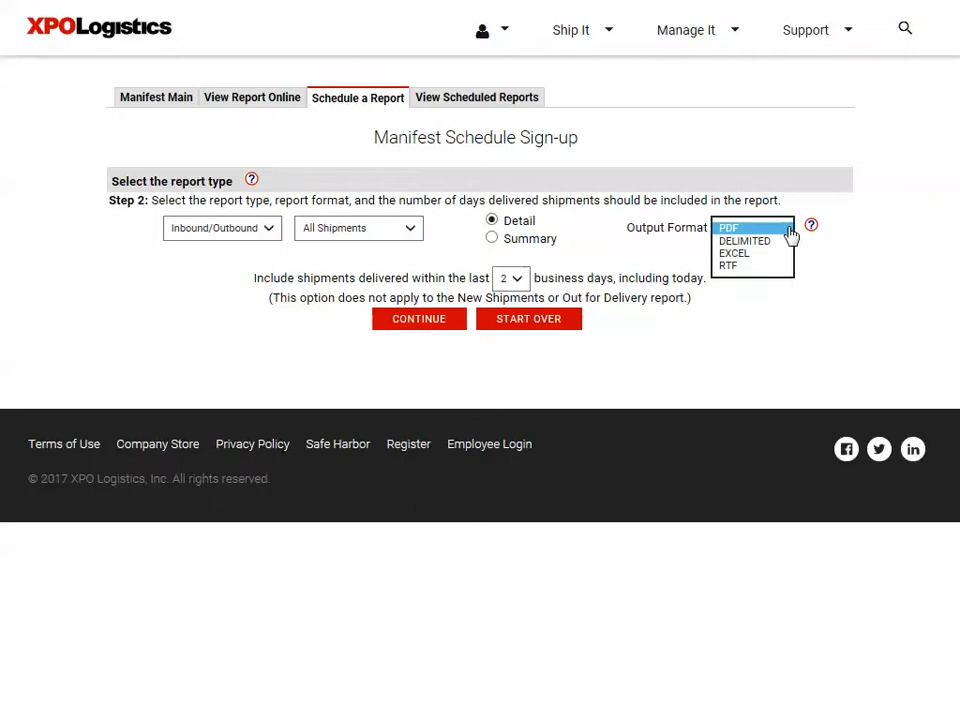 XPOLogistics
Ship It
Manage It
Support
Manifest Main
View Report Online
Schedule a Report
View Scheduled Reports
Manifest Schedule Sign-up
Select the report type ?
Step 2: Select the report type, report format, and the number of days delivered shipments should be included in the report.
Inbound/Outbound
All Shipments
Detail
Summary
Output Format
PDF
DELIMITED
EXCEL
RTF
?
Include shipments delivered within the last 2 business days, including today.
(This option does not apply to the New Shipments or Out for Delivery report.)
CONTINUE
START OVER
Terms of Use
Company Store
Privacy Policy
Safe Harbor
Register
Employee Login
© 2017 XPO Logistics, Inc. All rights reserved.